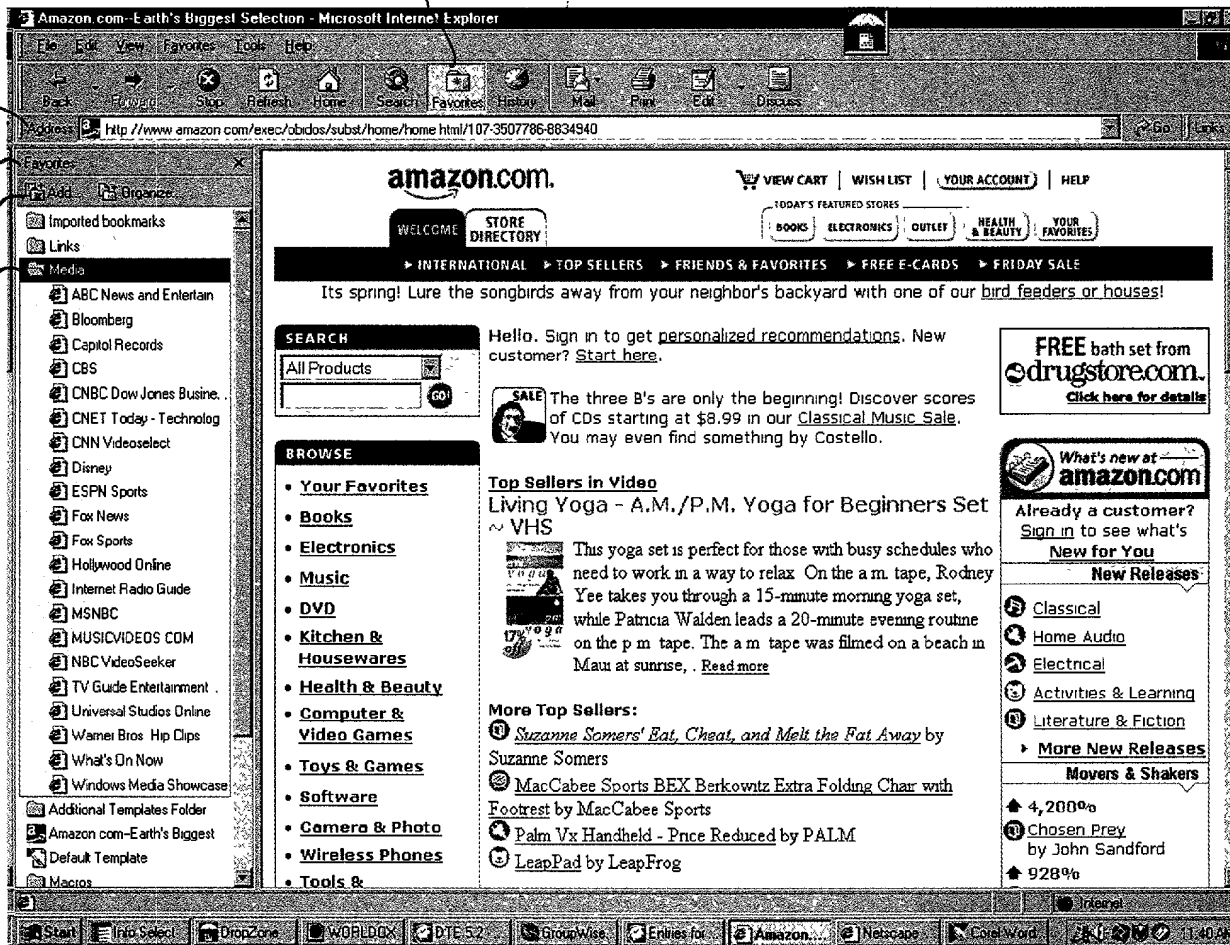 Amazon.com--Earth's Biggest Selection - Microsoft Internet Explorer
File Edit View Favorites Tools Help
Back Forward Stop Refresh Home Search Favorites History Mail Print Edit Discuss
Address http //www amazon com/exec/obidos/subst/home/home html/107-3507786-8834940 Go Links
Favorites
Add Organize
Imported bookmarks
Links
Media
ABC News and Entertain
Bloomberg
Capitol Records
CBS
CNBC Dow Jones Busine. .
CNET Today - Technolog
CNN Videoselect
Disney
ESPN Sports
Fox News
Fox Sports
Hollywood Online
Internet Radio Guide
MSNBC
MUSICVIDEOS COM
NBC VideoSeeker
TV Guide Entertainment .
Universal Studios Online
Warner Bros Hip Clips
What's On Now
Windows Media Showcase
Additional Templates Folder
Amazon com--Earth's Biggest
Default Template
Macros
amazon.com.
VIEW CART | WISH LIST | YOUR ACCOUNT | HELP
WELCOME
STORE DIRECTORY
TODAY'S FEATURED STORES
BOOKS ELECTRONICS OUTLET HEALTH & BEAUTY YOUR FAVORITES
INTERNATIONAL TOP SELLERS FRIENDS & FAVORITES FREE E-CARDS FRIDAY SALE
Its spring! Lure the songbirds away from your neighbor's backyard with one of our bird feeders or houses!
SEARCH
All Products
GO!
BROWSE
• Your Favorites
• Books
• Electronics
• Music
• DVD
• Kitchen &
Housewares
• Health & Beauty
• Computer &
Video Games
• Toys & Games
• Software
• Camera & Photo
• Wireless Phones
• Tools &
Hello. Sign in to get personalized recommendations. New
customer? Start here.
SALE
The three B's are only the beginning! Discover scores
of CDs starting at $8.99 in our Classical Music Sale.
You may even find something by Costello.
Top Sellers in Video
Living Yoga - A.M./P.M. Yoga for Beginners Set
~ VHS
yoga
yoga
17%
off
This yoga set is perfect for those with busy schedules who
need to work in a way to relax On the a m. tape, Rodney
Yee takes you through a 15-minute morning yoga set,
while Patricia Walden leads a 20-minute evening routine
on the p m tape. The a m tape was filmed on a beach in
Maui at sunrise, . Read more
More Top Sellers:
Suzanne Somers' Eat, Cheat, and Melt the Fat Away by
Suzanne Somers
MacCabee Sports BEX Berkowitz Extra Folding Chair with
Footrest by MacCabee Sports
Palm Vx Handheld - Price Reduced by PALM
LeapPad by LeapFrog
FREE bath set from
drugstore.com.
Click here for details
What's new at
amazon.com
Already a customer?
Sign in to see what's
New for You
New Releases
Classical
Home Audio
Electrical
Activities & Learning
Literature & Fiction
More New Releases
Movers & Shakers
4,200%
Chosen Prey
by John Sandford
928%
Internet
Start Info Select DropZone WORLDOX DTE 5.2 GroupWise Entries for Amazon.... Netscape Corel Word 11.40